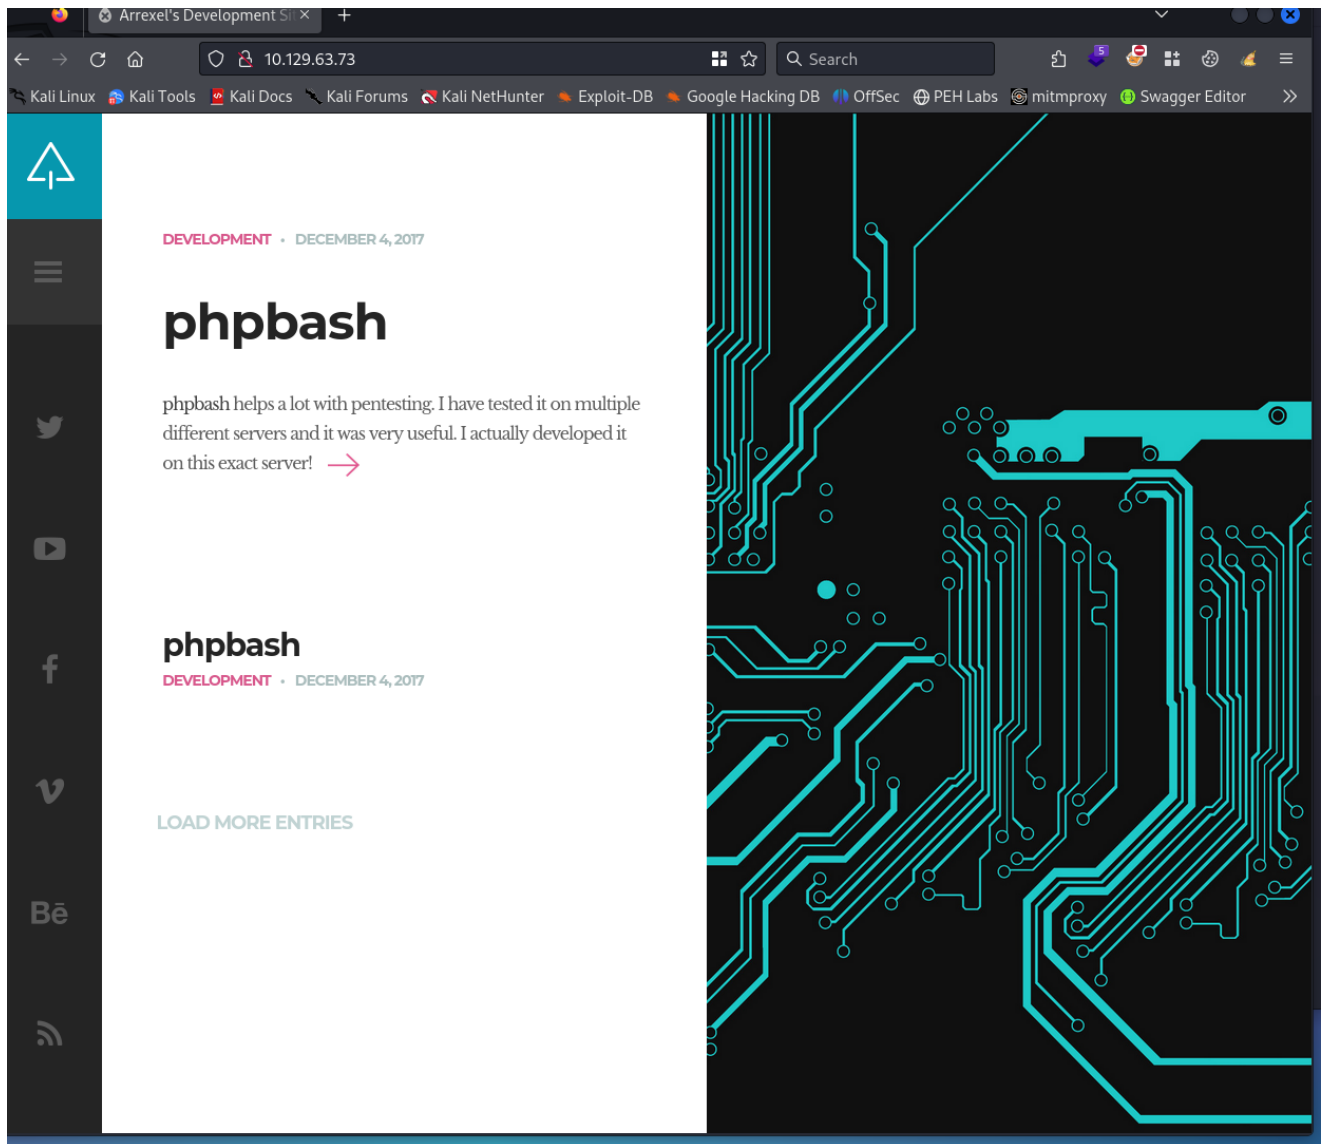 Arrexel's Development Si
10.129.63.73
Search
5
Kali Linux Kali Tools Kali Docs Kali Forums Kali NetHunter Exploit-DB Google Hacking DB OffSec PEH Labs mitmproxy Swagger Editor
DEVELOPMENT • DECEMBER 4, 2017
phpbash
phpbash helps a lot with pentesting. I have tested it on multiple
different servers and it was very useful. I actually developed it
on this exact server!
phpbash
DEVELOPMENT • DECEMBER 4, 2017
LOAD MORE ENTRIES
Bē